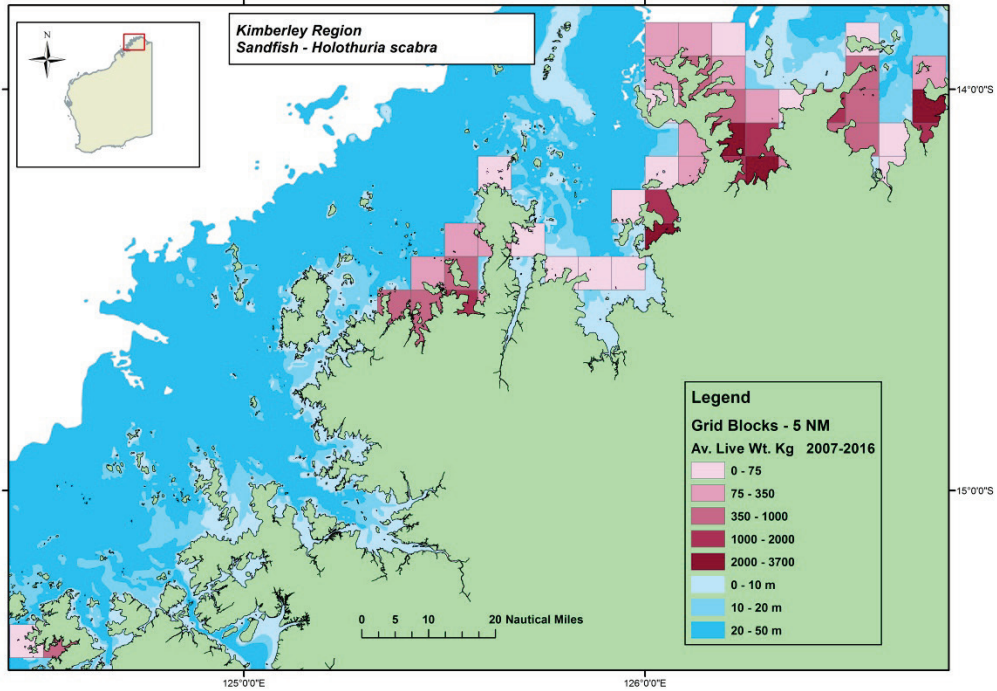 Kimberley Region
Sandfish - Holothuria scabra
N
14°0'0"S
15°0'0"S
Legend
Grid Blocks - 5 NM
Av. Live Wt. Kg 2007-2016
0 - 75
75 - 350
350 - 1000
1000 - 2000
2000 - 3700
0 - 10 m
10 - 20 m
20 - 50 m
0 5 10 20 Nautical Miles
125°0'0"E
126°0'0"E